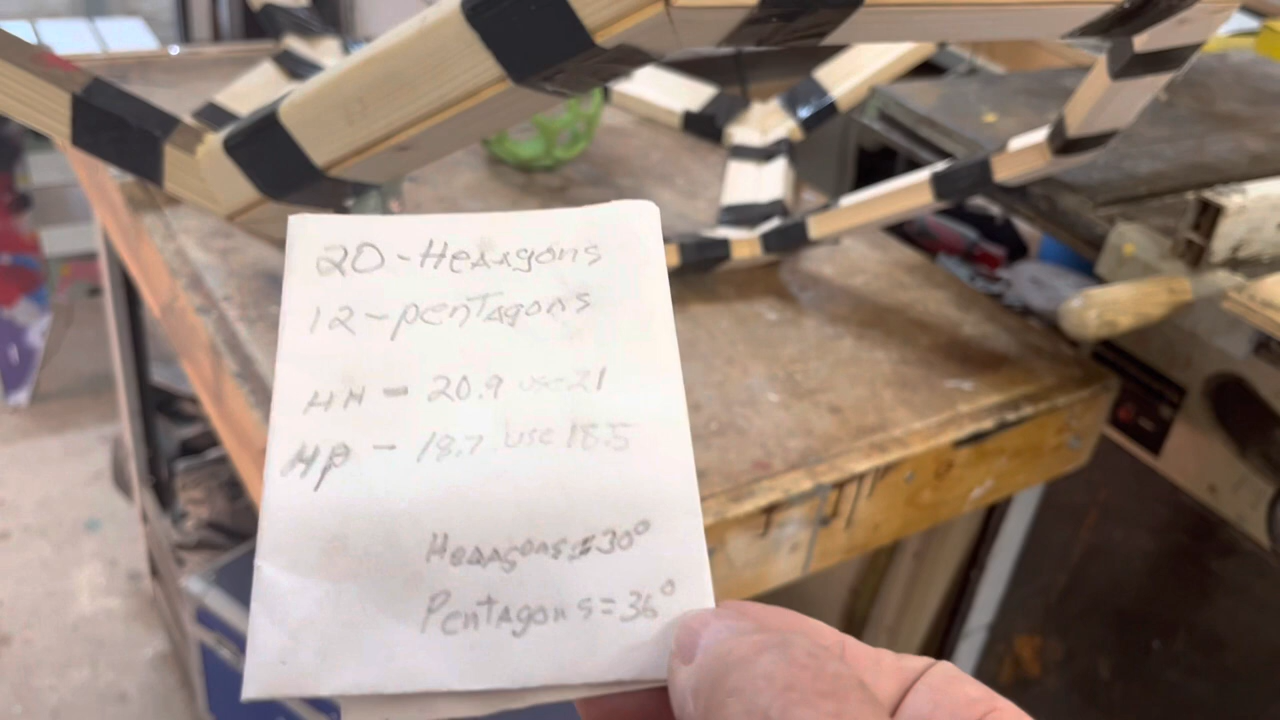 20-Hexagons
12-pentagons
HH - 20.9 use 21
HP - 18.7 use 18.5
Hexagons=30°
Pentagons=36°